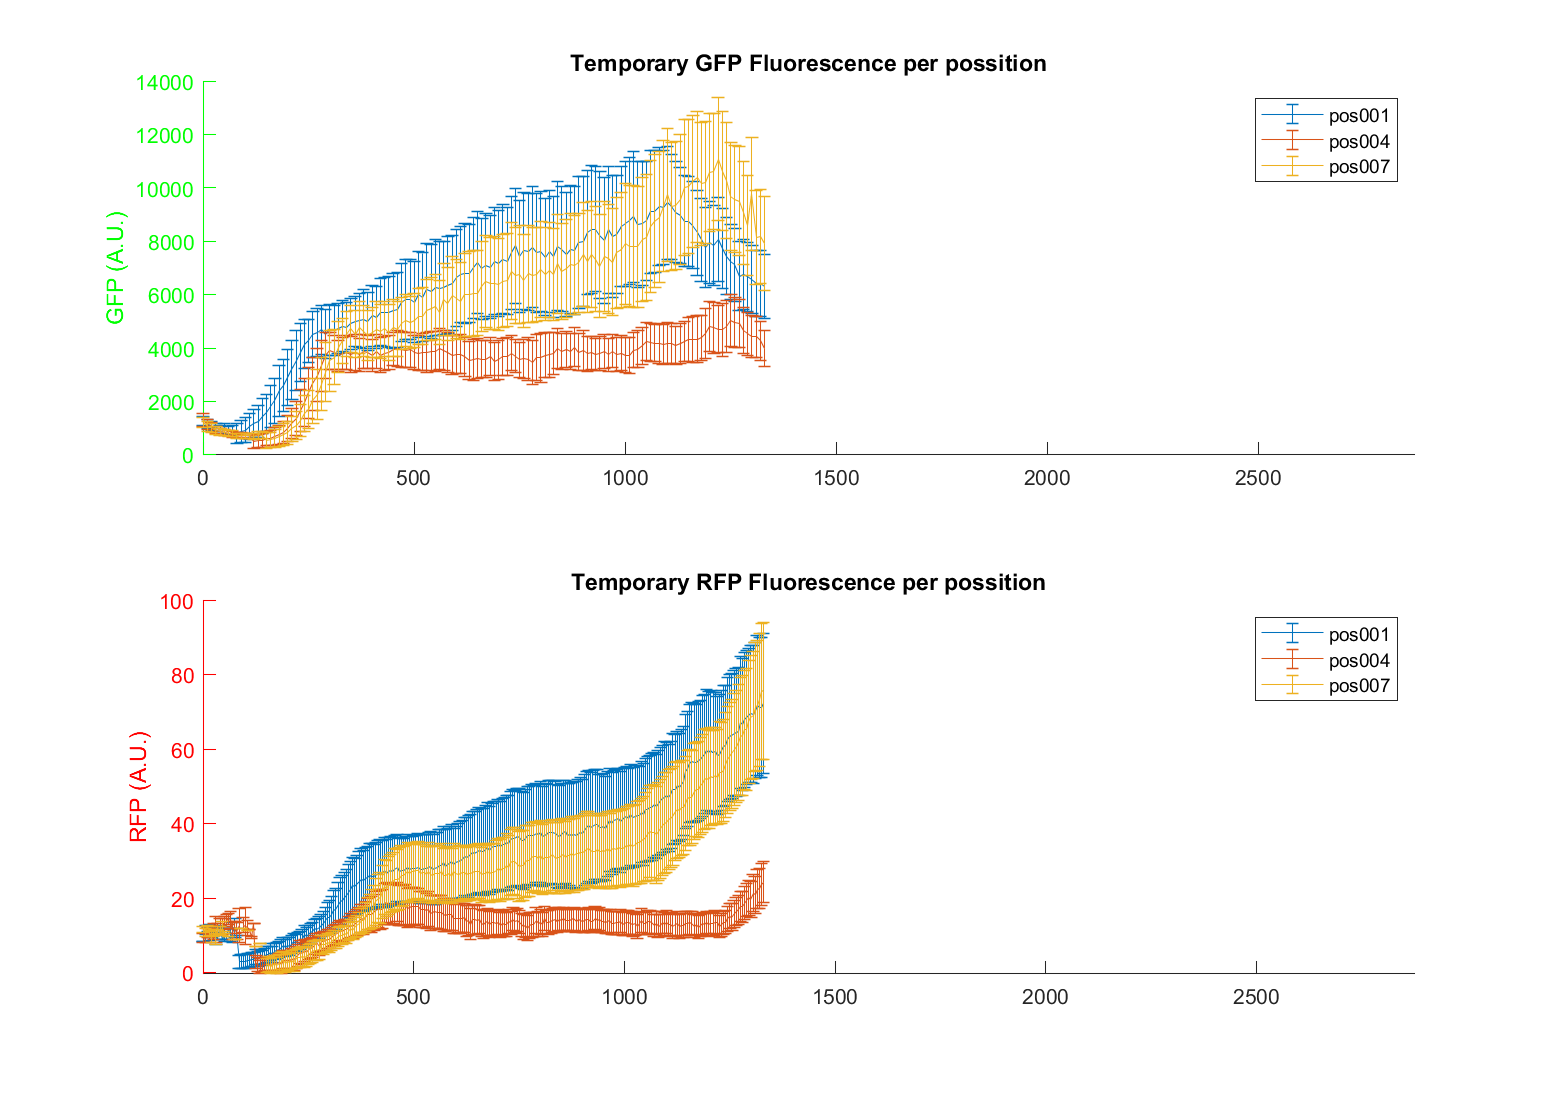 Temporary GFP Fluorescence per possition
14000
12000
10000
8000
6000
4000
2000
0
GFP (A.U.)
0 500 1000 1500 2000 2500
pos001
pos004
pos007
Temporary RFP Fluorescence per possition
100
80
60
40
20
0
RFP (A.U.)
0 500 1000 1500 2000 2500
pos001
pos004
pos007